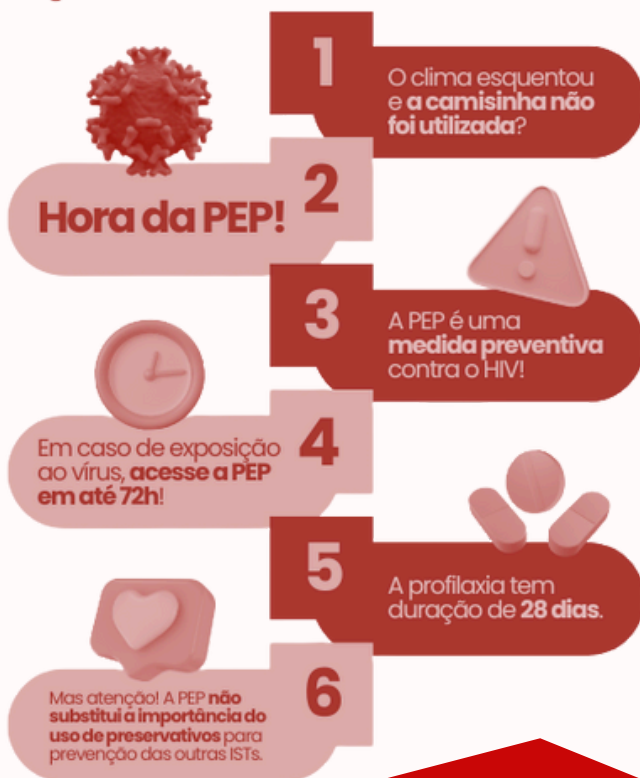 1
O clima esquentou
e a camisinha não
foi utilizada?
2
Hora da PEP!
3
A PEP é uma
medida preventiva
contra o HIV!
4
Em caso de exposição
ao vírus, acesse a PEP
em até 72h!
5
A profilaxia tem
duração de 28 dias.
6
Mas atenção! A PEP não
substitui a importância do
uso de preservativos para
prevenção das outras ISTs.